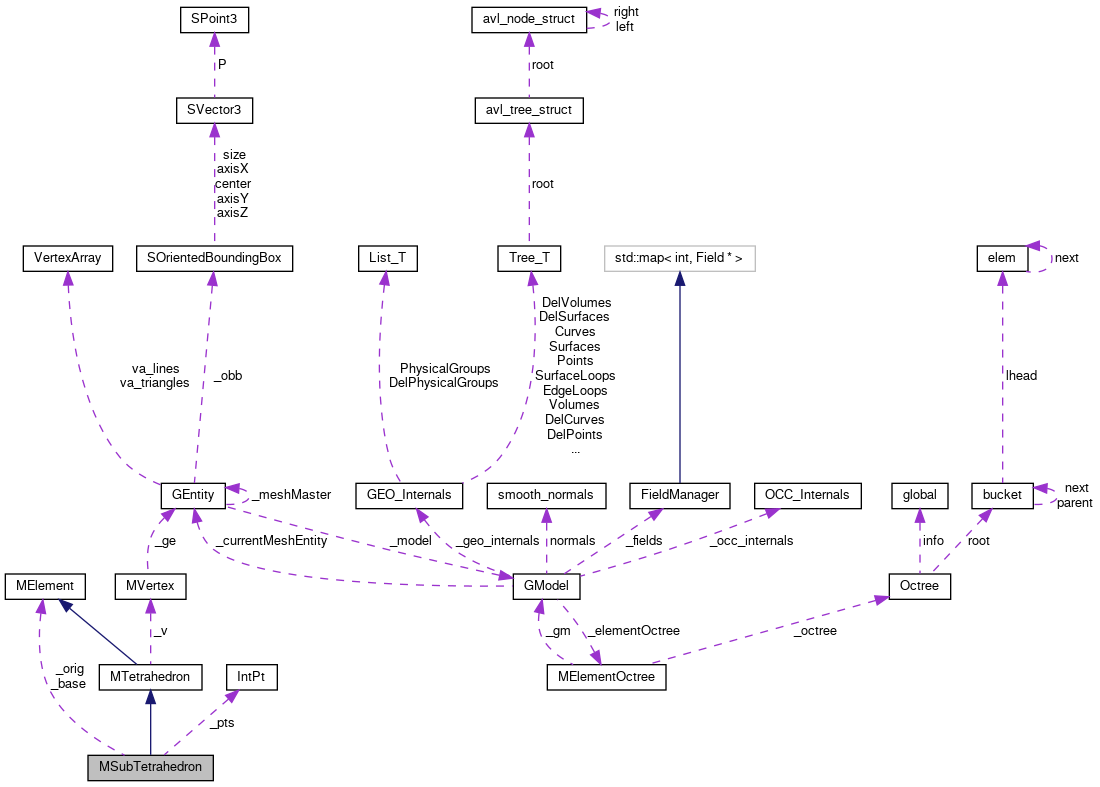 SPoint3
avl_node_struct
right
left
P
root
SVector3
avl_tree_struct
size
axisX
center
axisY
axisZ
root
VertexArray
SOrientedBoundingBox
List_T
Tree_T
std::map< int, Field * >
elem
next
va_lines
va_triangles
_obb
PhysicalGroups
DelPhysicalGroups
DelVolumes
DelSurfaces
Curves
Surfaces
Points
SurfaceLoops
EdgeLoops
Volumes
DelCurves
DelPoints
...
lhead
GEntity
_meshMaster
GEO_Internals
smooth_normals
FieldManager
OCC_Internals
global
bucket
next
parent
_ge
_currentMeshEntity
_model
_geo_internals
normals
_fields
_occ_internals
info
root
MElement
MVertex
GModel
Octree
_v
_gm
_elementOctree
_octree
_orig
_base
MTetrahedron
IntPt
MElementOctree
_pts
MSubTetrahedron